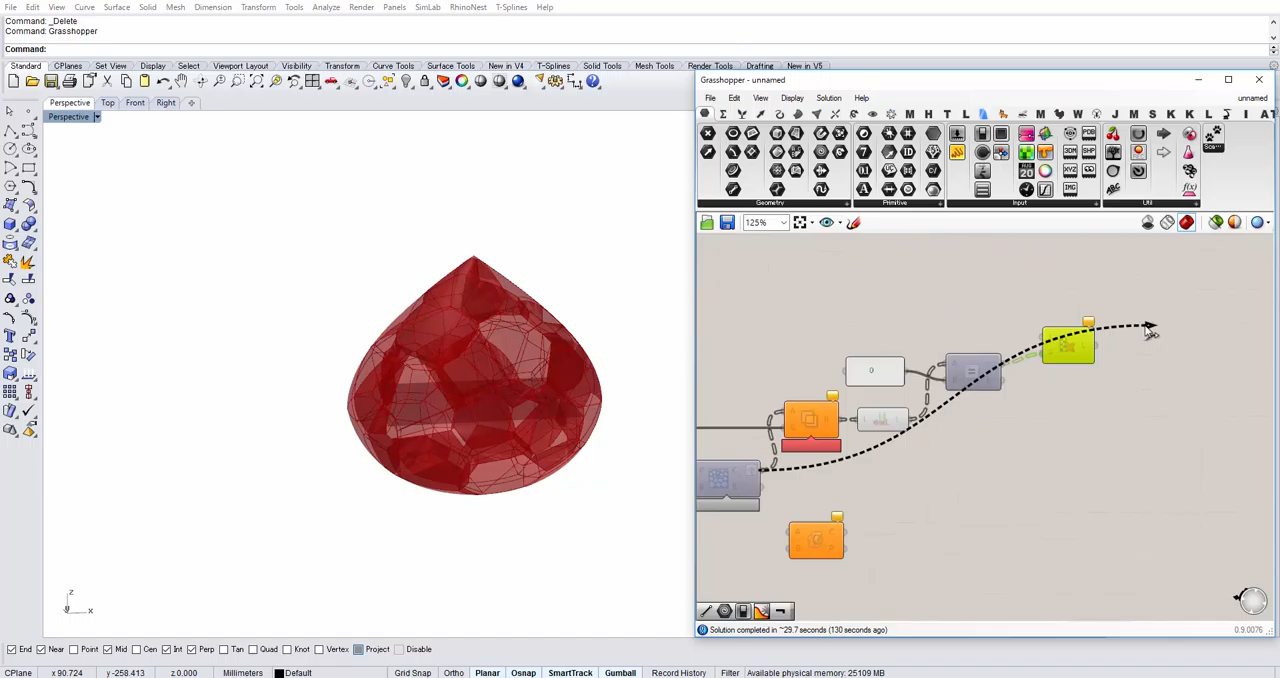 File Edit View Curve Surface Solid Mesh Dimension Transform Tools Analyze Render Panels SimLab RhinoNest T-Splines Help
Command: _Delete
Command: Grasshopper
Command:
Standard CPlanes Set View Display Select Viewport Layout Visibility Transform Curve Tools Surface Tools Solid Tools Mesh Tools Render Tools Drafting New in V5
New in V4 T-Splines
Grasshopper - unnamed
Perspective Top Front Right
File Edit View Display Solution Help unnamed
Perspective
M H T L M W J M S K K L I AT
Geometry Primitive Input Util
125%
0
Solution completed in ~29.7 seconds (130 seconds ago) 0.9.0076
z
y x
End Near Point Mid Cen Int Perp Tan Quad Knot Vertex Project Disable
CPlane x 90.724 y -258.413 z 0.000 Millimeters Default Grid Snap Ortho Planar Osnap SmartTrack Gumball Record History Filter Available physical memory: 25109 MB